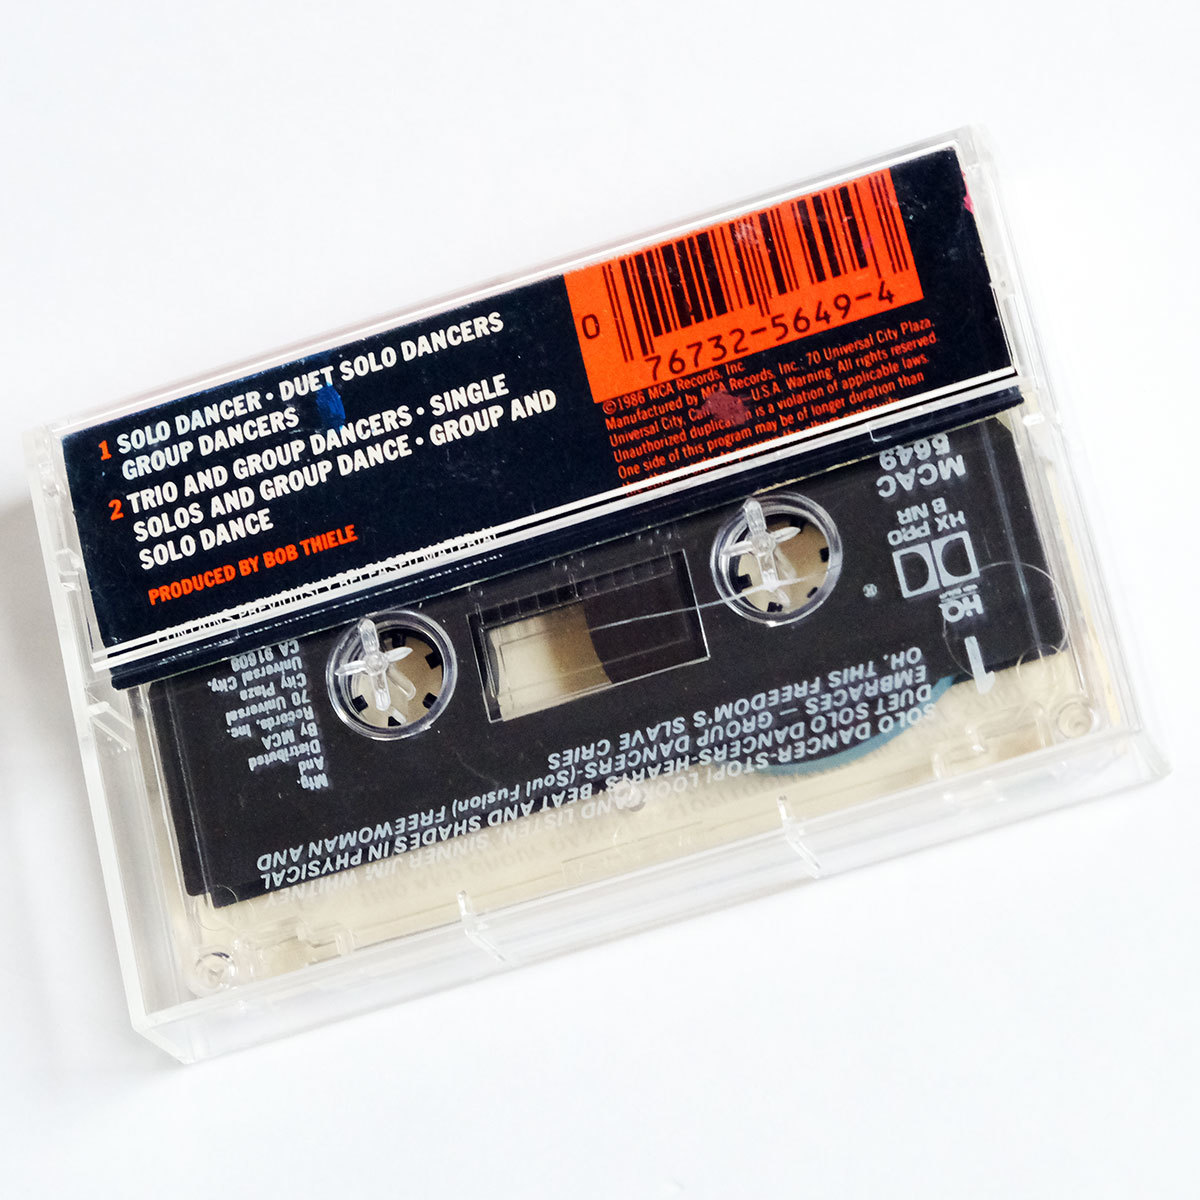 1 SOLO DANCER · DUET SOLO DANCERS
GROUP DANCERS
2 TRIO AND GROUP DANCERS · SINGLE
SOLOS AND GROUP DANCE · GROUP AND
SOLO DANCE
PRODUCED BY BOB THIELE
CONTAINS PREVIOUSLY RELEASED MATERIAL
0 76732-5649-4
©1986 MCA Records, Inc.
Manufactured by MCA Records, Inc., 70 Universal City Plaza,
Universal City, U.S.A. Warning: All rights reserved.
Unauthorized duplication is a violation of applicable laws.
One side of this program may be of longer duration than
MCAC
5649
HX PRO
B NR
HQ
1
Mfg.
And
Distributed
By MCA
Records, Inc.
70 Universal
City Plaza
Universal City,
CA 91608
SOLO DANCER-STOP! LOOK! AND LISTEN, SINNER JIM WHITNEY
DUET SOLO DANCERS-HEARTS' BEAT AND SHADES IN PHYSICAL
EMBRACES — GROUP DANCERS-(Soul Fusion) FREEWOMAN AND
OH, THIS FREEDOM'S SLAVE CRIES